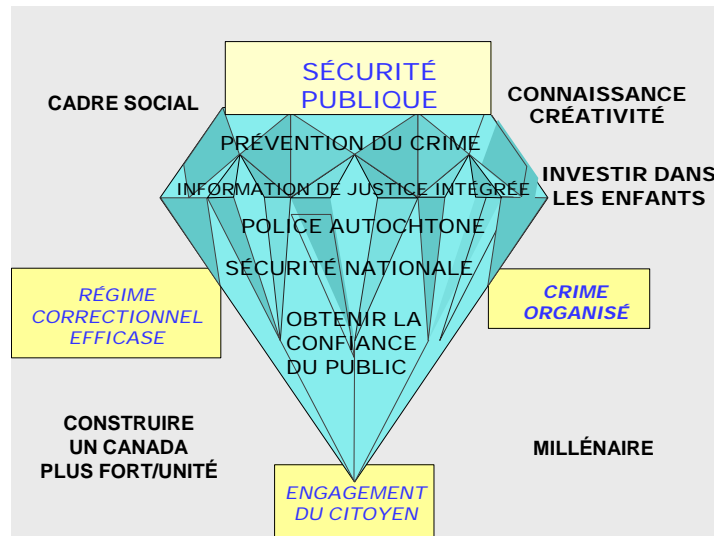 SÉCURITÉ
PUBLIQUE
CADRE SOCIAL
CONNAISSANCE
CRÉATIVITÉ
PRÉVENTION DU CRIME
INVESTIR DANS
LES ENFANTS
INFORMATION DE JUSTICE INTÉGRÉE
POLICE AUTOCHTONE
SÉCURITÉ NATIONALE
RÉGIME
CORRECTIONNEL
EFFICASE
CRIME
ORGANISÉ
OBTENIR LA
CONFIANCE
DU PUBLIC
CONSTRUIRE
UN CANADA
PLUS FORT/UNITÉ
MILLÉNAIRE
ENGAGEMENT
DU CITOYEN